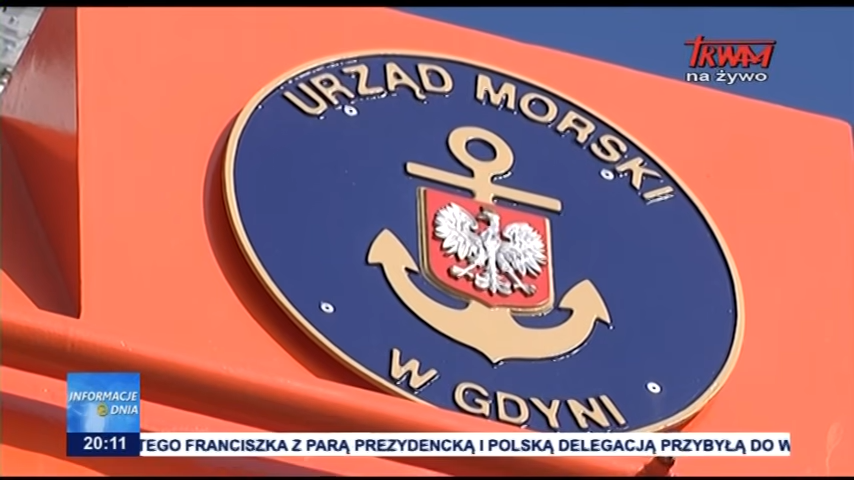 TRWAM
na żywo
URZĄD MORSKI
W GDYNI
INFORMACJE
DNIA
20:11
TEGO FRANCISZKA Z PARĄ PREZYDENCKĄ I POLSKĄ DELEGACJĄ PRZYBYŁĄ DO